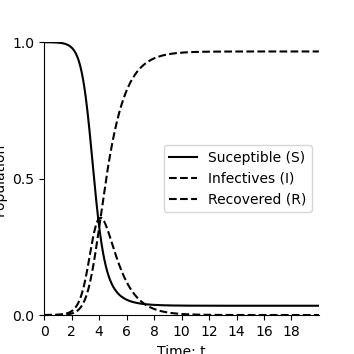 1.0
0.5
0.0
Population
Suceptible (S)
Infectives (I)
Recovered (R)
0 2 4 6 8 10 12 14 16 18
Time: t